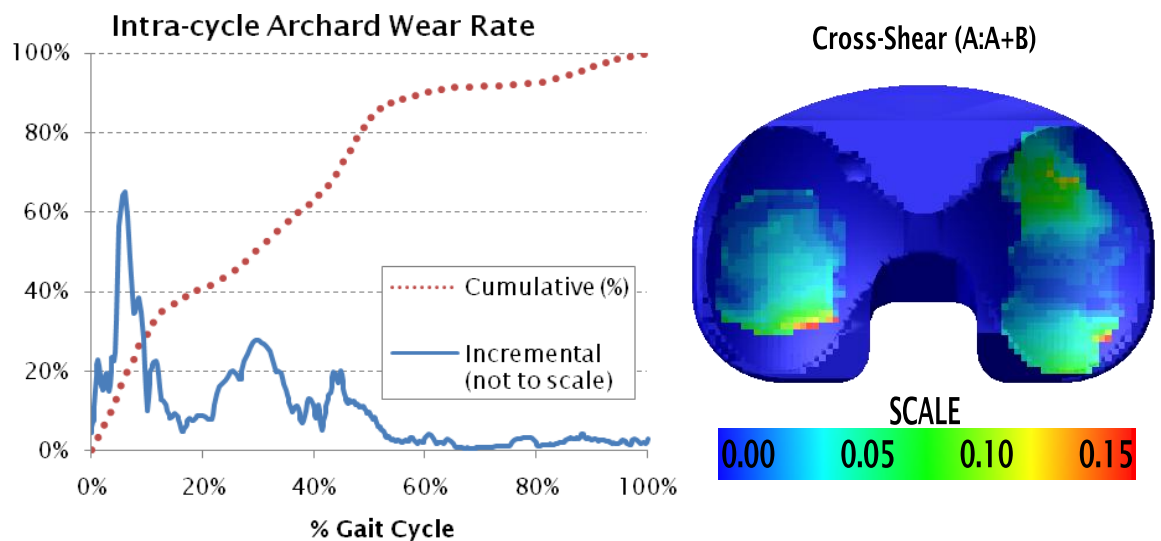 Intra-cycle Archard Wear Rate
100%
80%
60%
40%
20%
0%
0% 20% 40% 60% 80% 100%
% Gait Cycle
Cumulative (%)
Incremental
(not to scale)
Cross-Shear (A:A+B)
SCALE
0.00 0.05 0.10 0.15